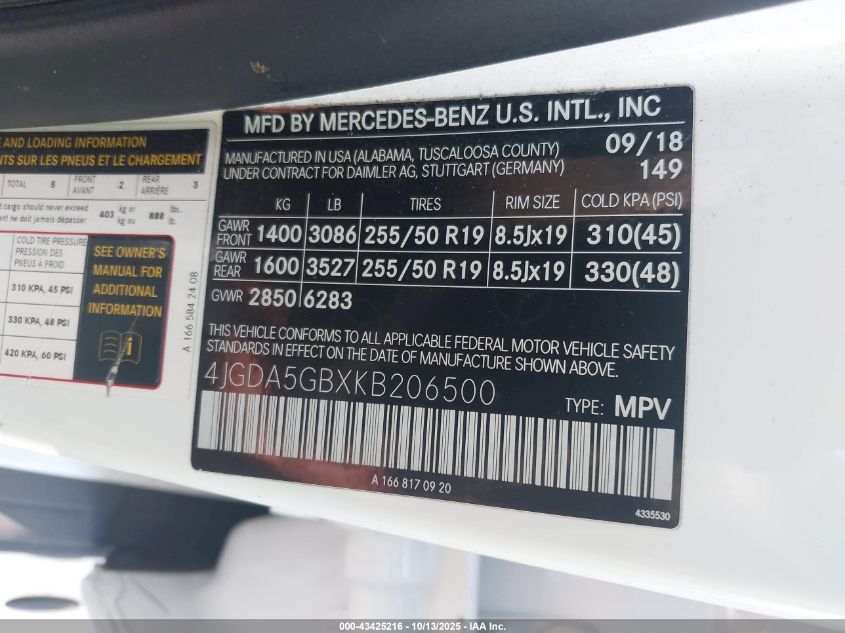 E AND LOADING INFORMATION
NTS SUR LES PNEUS ET LE CHARGEMENT
TOTAL 5 FRONT AVANT 2 REAR ARRIÈRE 3
d cargo should never exceed 403 kg or 888 lbs.
ent ne doit jamais dépasser kg ou lb.
COLD TIRE PRESSURE
PRESSION DES
PNEUS A FROID
310 KPA, 45 PSI
330 KPA, 48 PSI
420 KPA, 60 PSI
SEE OWNER'S
MANUAL FOR
ADDITIONAL
INFORMATION
A 166 584 24 08
MFD BY MERCEDES-BENZ U.S. INTL., INC
MANUFACTURED IN USA (ALABAMA, TUSCALOOSA COUNTY) 09/18
UNDER CONTRACT FOR DAIMLER AG, STUTTGART (GERMANY) 149
KG LB TIRES RIM SIZE COLD KPA (PSI)
GAWR FRONT 1400 3086 255/50 R19 8.5Jx19 310(45)
GAWR REAR 1600 3527 255/50 R19 8.5Jx19 330(48)
GVWR 2850 6283
THIS VEHICLE CONFORMS TO ALL APPLICABLE FEDERAL MOTOR VEHICLE SAFETY
STANDARDS IN EFFECT ON THE DATE OF MANUFACTURE SHOWN ABOVE.
4JGDA5GBXKB206500
TYPE: MPV
A 166 817 09 20
4335530
000-43425216 - 10/13/2025 - IAA Inc.